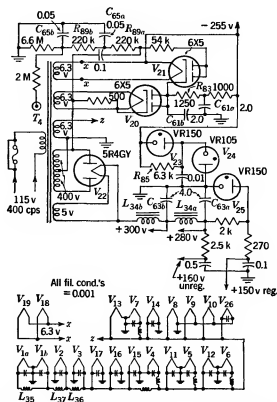 0.05 C65b R89b C65a R89a 0.05 -255 v
6.6 M 220 k 220 k 54 k 6X5
0.1 x
2 M 6.3 v x V21
6X5 R83 1000
T4 6.3 v 500 1250 C61a
z C61b 2.0 2.0
6.3 v V20
VR150 VR105
5R4GY V23 V24
400 v R85 6.3 k 0.01 VR150
115 v
400 cps V22 C63b 4.0 C63a V25
5 v L34b L34a 2 k
+300 v +280 v 2.5 k 270
0.5 0.1
+160 v unreg. +150 v reg.
All fil. cond.'s = 0.001
V19 V18 V13 V7 V14 V8 V9 V10 V26
x 6.3 v x z
V1a V1b V2 V3 V17 V16 V15 V4 V11 V5 V12 V6
L35 L37 L36